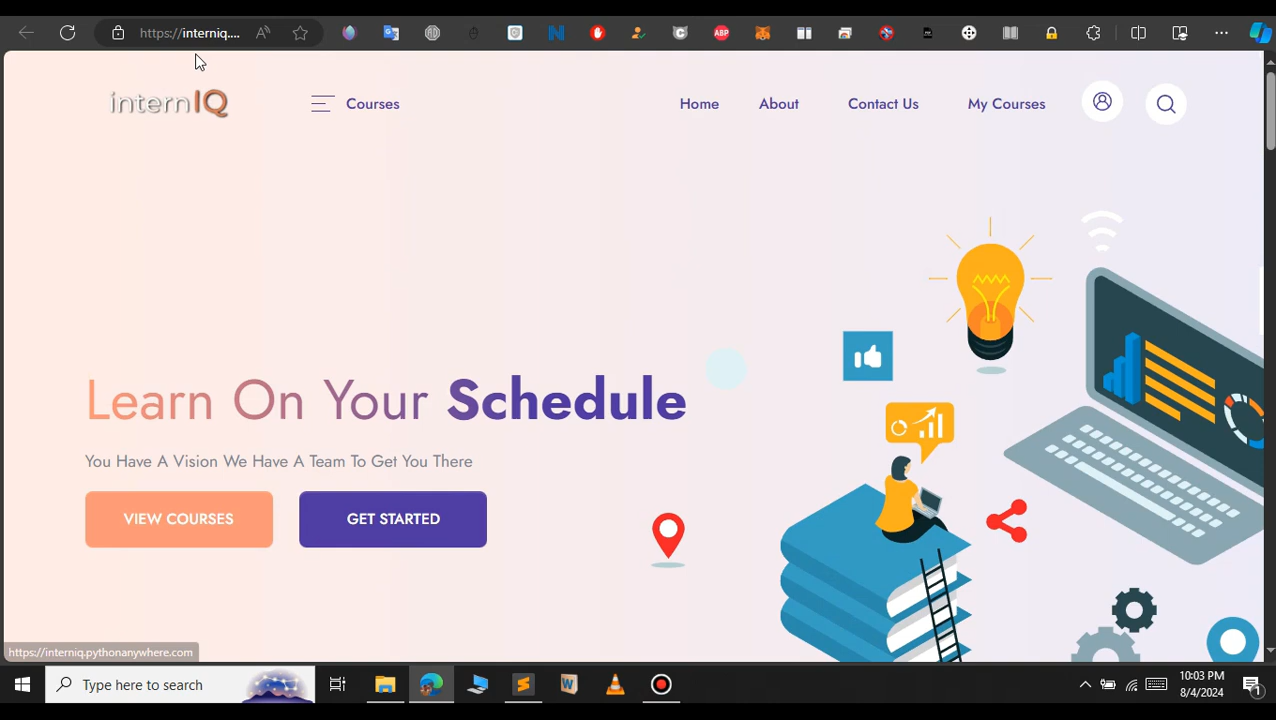 https://interniq....
ABP
internIQ
Courses
Home
About
Contact Us
My Courses
Learn On Your Schedule
You Have A Vision We Have A Team To Get You There
VIEW COURSES
GET STARTED
https://interniq.pythonanywhere.com
Type here to search
10:03 PM
8/4/2024
1